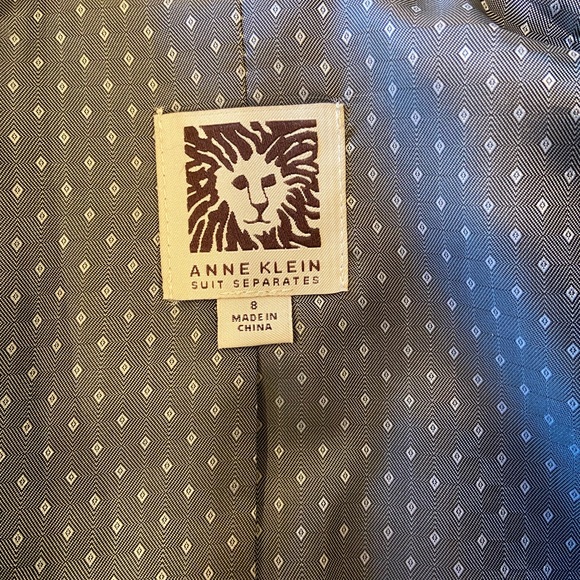 ANNE KLEIN
SUIT SEPARATES
8
MADE IN
CHINA